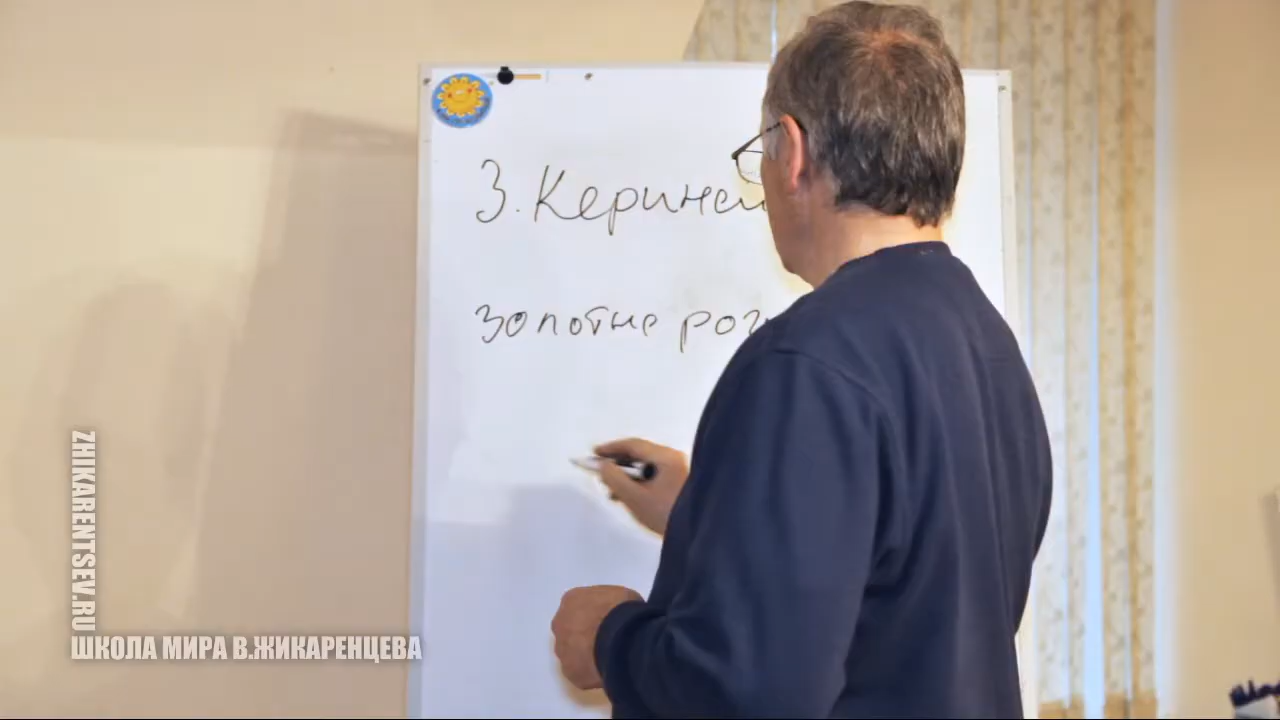 3. Кериней
золотые рог
ZHIKARENTSEV.RU
ШКОЛА МИРА В.ЖИКАРЕНЦЕВА